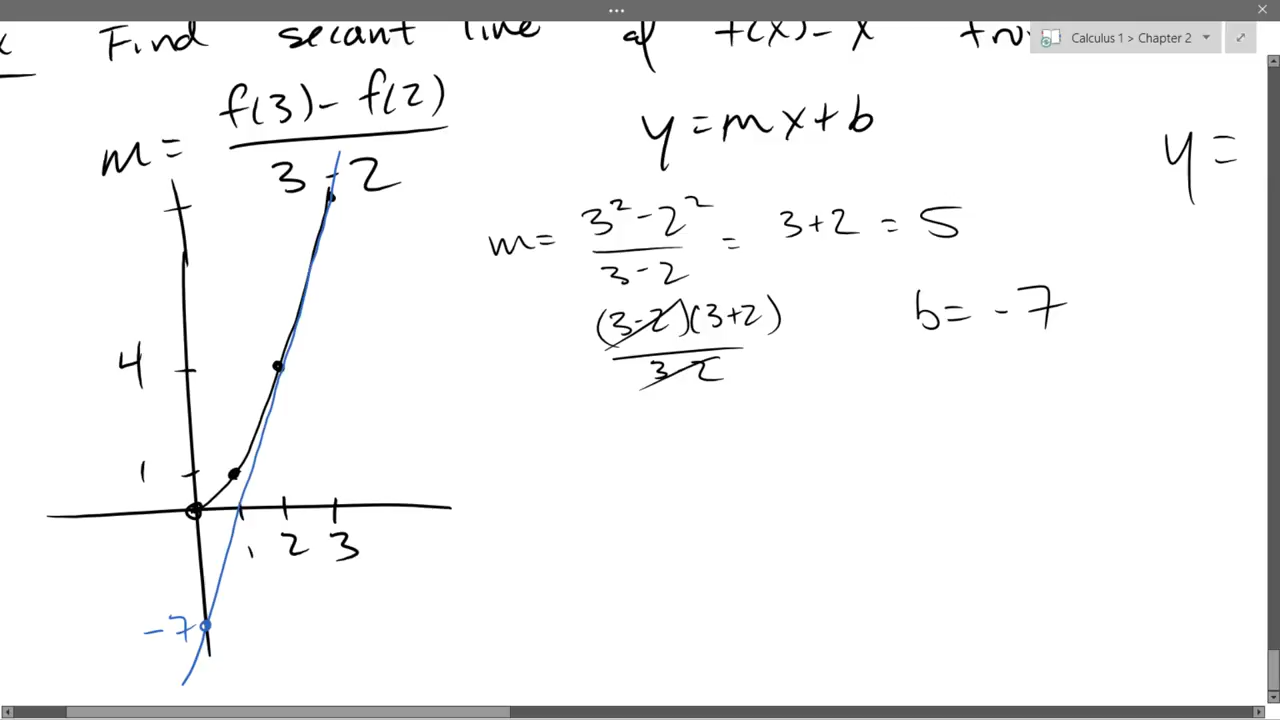 Calculus 1 > Chapter 2
Find secant line of f(x)=x
m = f(3) - f(2) / 3 - 2
y = mx + b
y =
m = 3² - 2² / 3 - 2 = 3 + 2 = 5
(3-2)(3+2) / 3-2
b = -7
4
1
1 2 3
-7